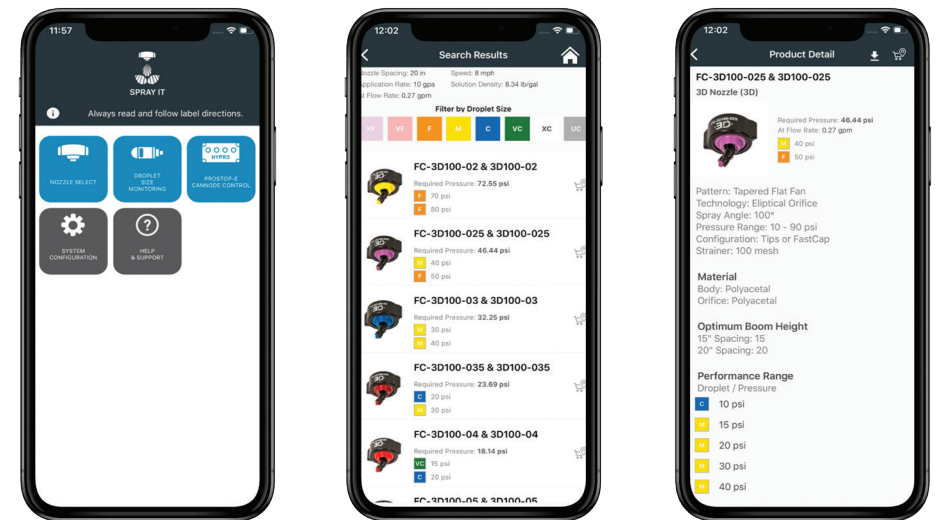 11:57
SPRAY IT
Always read and follow label directions.
NOZZLE SELECT
DROPLET
SIZE
MONITORING
HYPRO
PROSTOP-E
CANNODE CONTROL
SYSTEM
CONFIGURATION
HELP
& SUPPORT
12:02
Search Results
Nozzle Spacing: 20 in Speed: 8 mph
Application Rate: 10 gpa Solution Density: 8.34 lb/gal
At Flow Rate: 0.27 gpm
Filter by Droplet Size
XF VF F M C VC XC UC
FC-3D100-02 & 3D100-02
Required Pressure: 72.55 psi
F 70 psi
F 80 psi
FC-3D100-025 & 3D100-025
Required Pressure: 46.44 psi
M 40 psi
F 50 psi
FC-3D100-03 & 3D100-03
Required Pressure: 32.25 psi
M 30 psi
M 40 psi
FC-3D100-035 & 3D100-035
Required Pressure: 23.69 psi
C 20 psi
M 30 psi
FC-3D100-04 & 3D100-04
Required Pressure: 18.14 psi
VC 15 psi
C 20 psi
FC-3D100-05 & 3D100-05
12:02
Product Detail
FC-3D100-025 & 3D100-025
3D Nozzle (3D)
3D
Required Pressure: 46.44 psi
At Flow Rate: 0.27 gpm
M 40 psi
F 50 psi
Pattern: Tapered Flat Fan
Technology: Eliptical Orifice
Spray Angle: 100°
Pressure Range: 10 - 90 psi
Configuration: Tips or FastCap
Strainer: 100 mesh
Material
Body: Polyacetal
Orifice: Polyacetal
Optimum Boom Height
15" Spacing: 15
20" Spacing: 20
Performance Range
Droplet / Pressure
C 10 psi
M 15 psi
M 20 psi
M 30 psi
M 40 psi